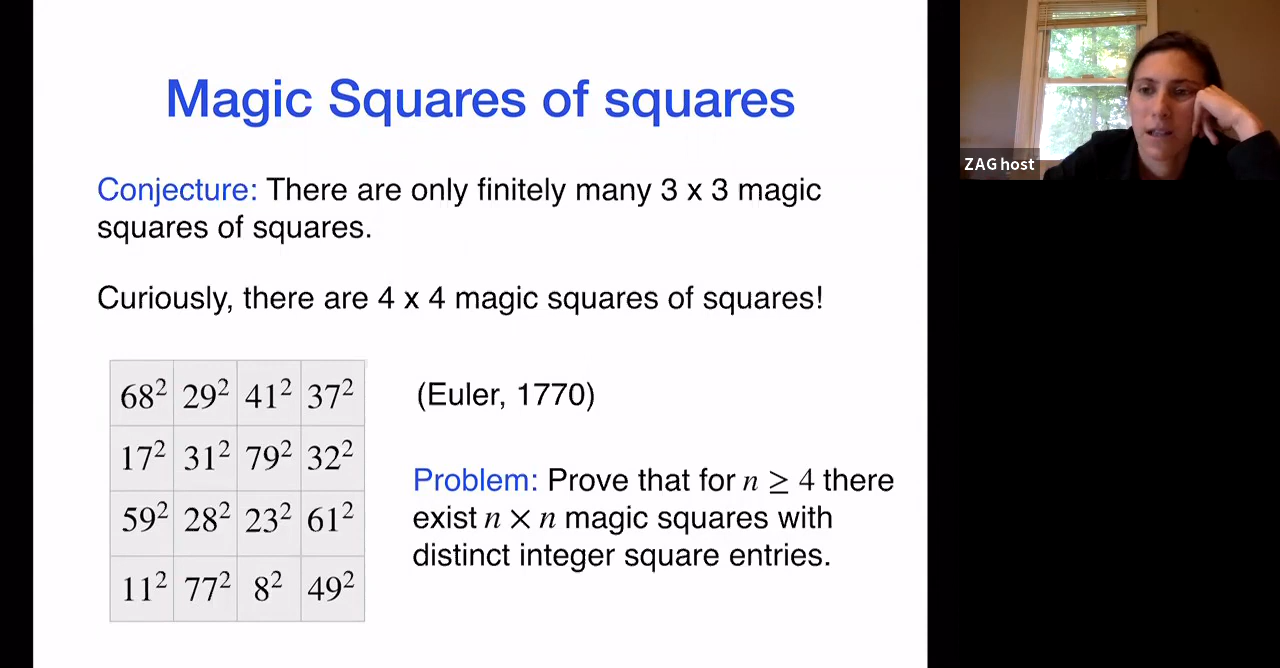 Magic Squares of squares
Conjecture: There are only finitely many 3 x 3 magic
squares of squares.
Curiously, there are 4 x 4 magic squares of squares!
68² 29² 41² 37²
17² 31² 79² 32²
59² 28² 23² 61²
11² 77² 8² 49²
(Euler, 1770)
Problem: Prove that for n ≥ 4 there
exist n × n magic squares with
distinct integer square entries.
ZAG host